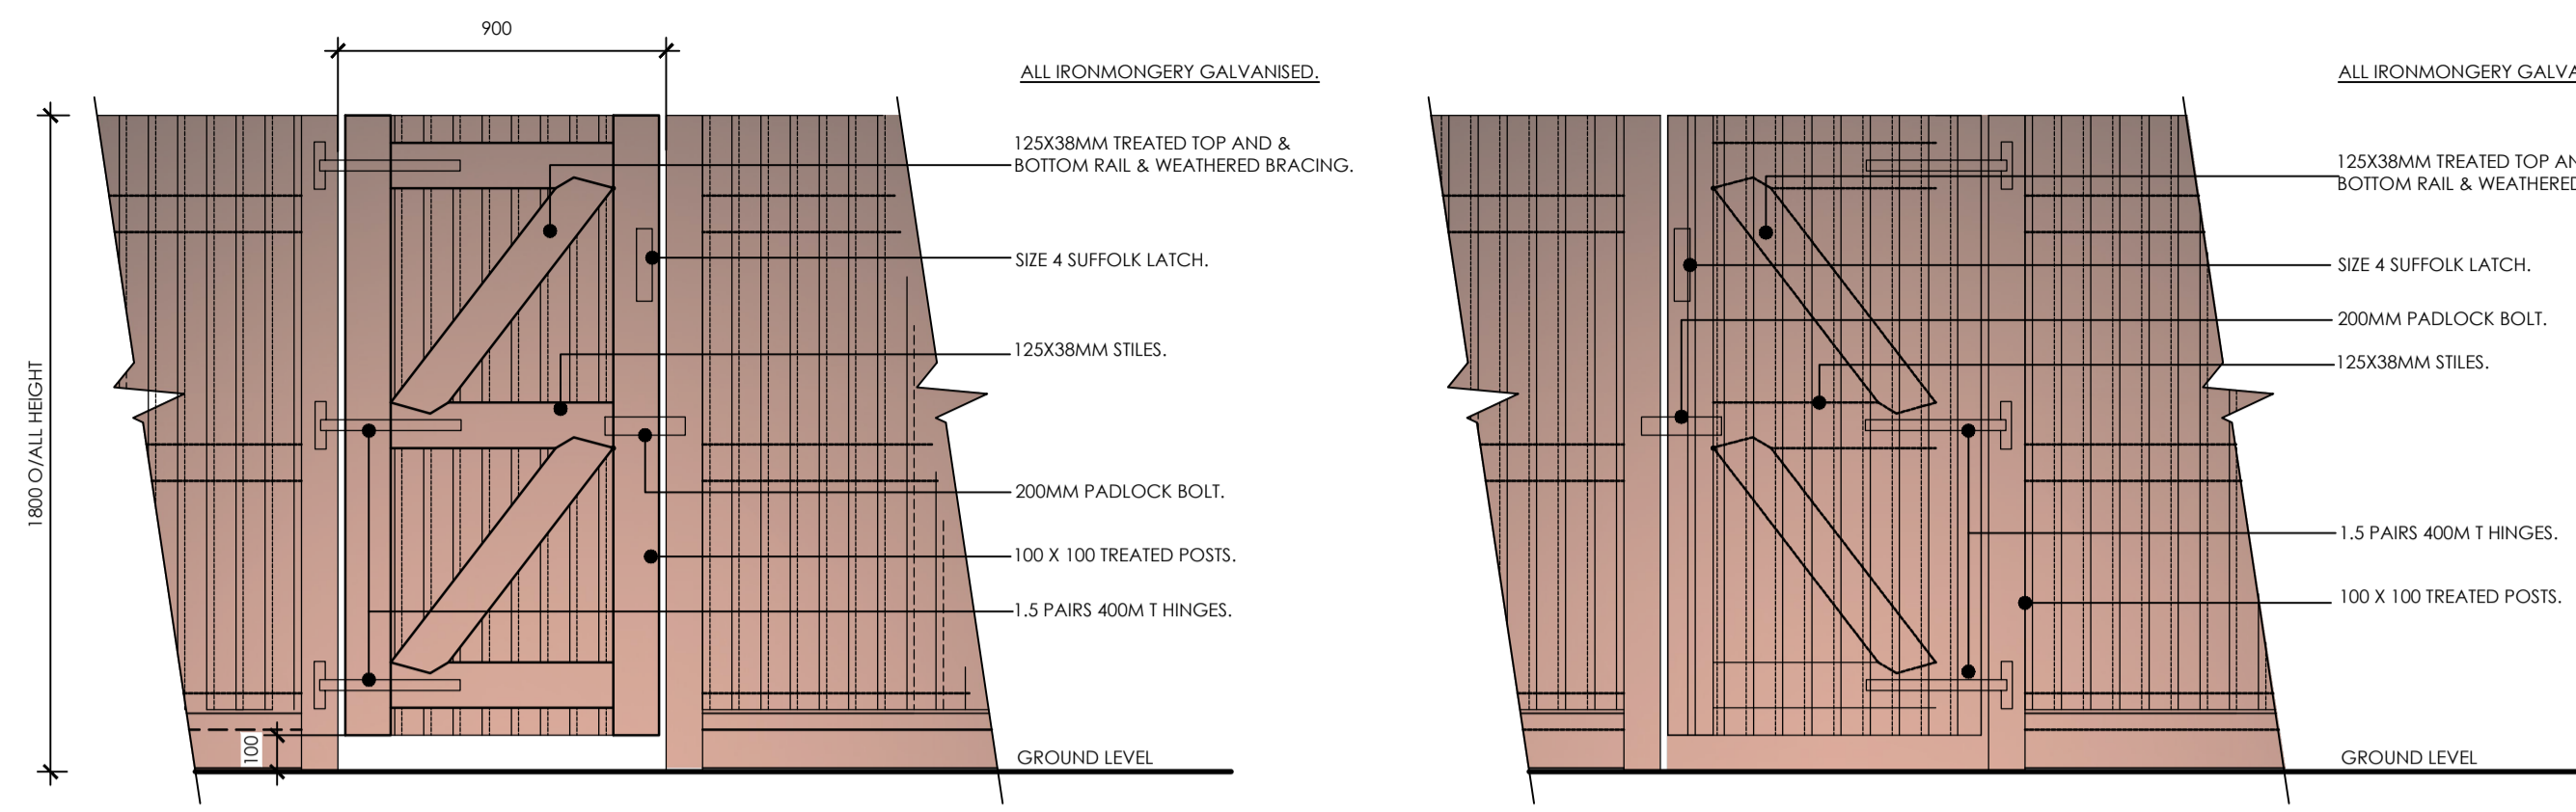 900
ALL IRONMONGERY GALVANISED.
125X38MM TREATED TOP AND &
BOTTOM RAIL & WEATHERED BRACING.
SIZE 4 SUFFOLK LATCH.
125X38MM STILES.
1800 O/ALL HEIGHT
200MM PADLOCK BOLT.
100 X 100 TREATED POSTS.
1.5 PAIRS 400M T HINGES.
100
GROUND LEVEL
ALL IRONMONGERY GALVA
125X38MM TREATED TOP AN
BOTTOM RAIL & WEATHERED
SIZE 4 SUFFOLK LATCH.
200MM PADLOCK BOLT.
125X38MM STILES.
1.5 PAIRS 400M T HINGES.
100 X 100 TREATED POSTS.
GROUND LEVEL